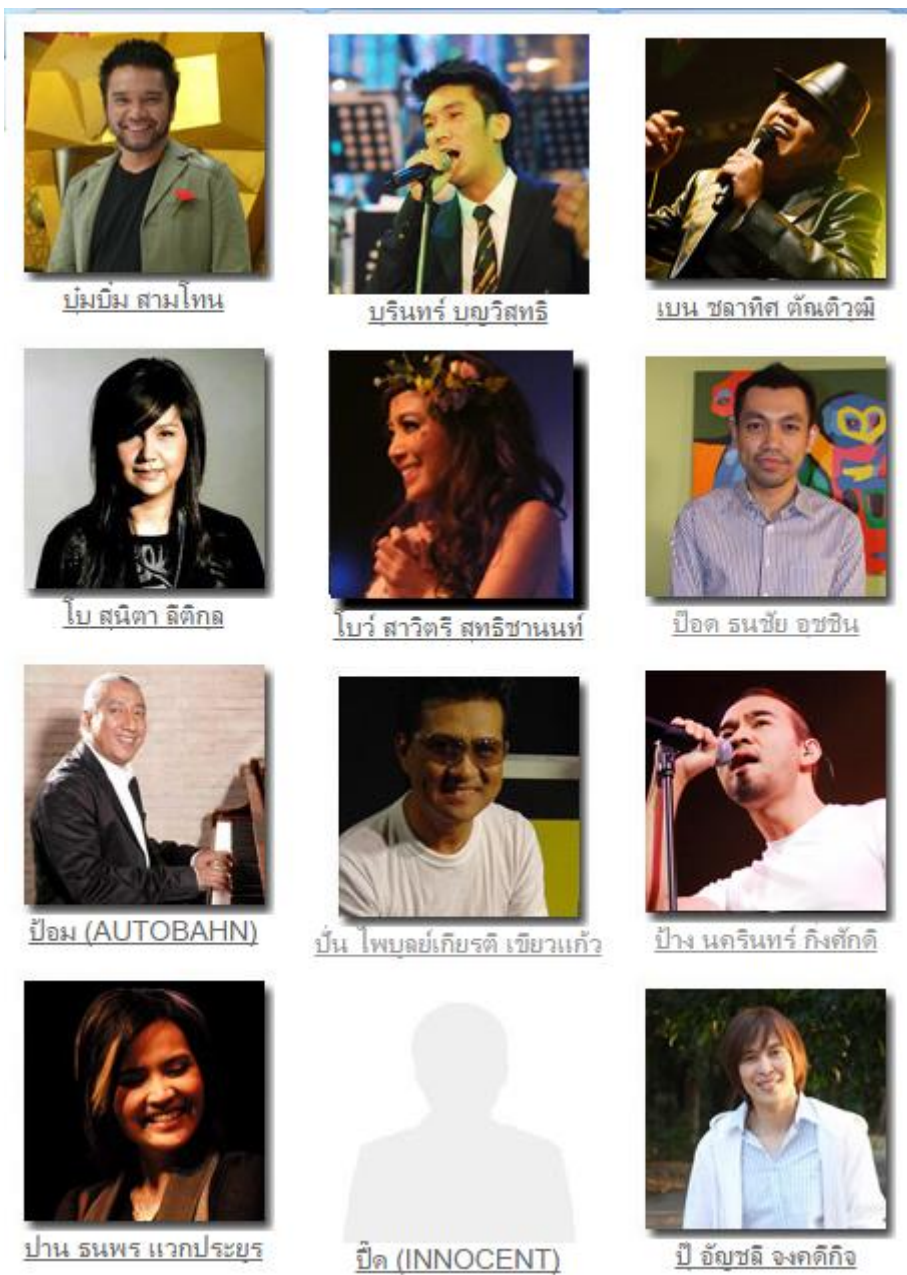 บุ๋มบิ๋ม สามโทน
บุรินทร์ บุญวิสุทธิ์
เบน ชลาทิศ ตัณติวุฒิ
โบ สุนิตา ลีติกุล
โบว์ สาวิตรี สุทธิชานนท์
ป๊อด ธนชัย อุชชิน
ป้อม (AUTOBAHN)
ปั่น ไพบูลย์เกียรติ เขียวแก้ว
ป้าง นครินทร์ กิ่งศักดิ์
ปาน ธนพร แวกประยูร
ปี๊ด (INNOCENT)
ปุ๊ อัญชลี จงคดีกิจ